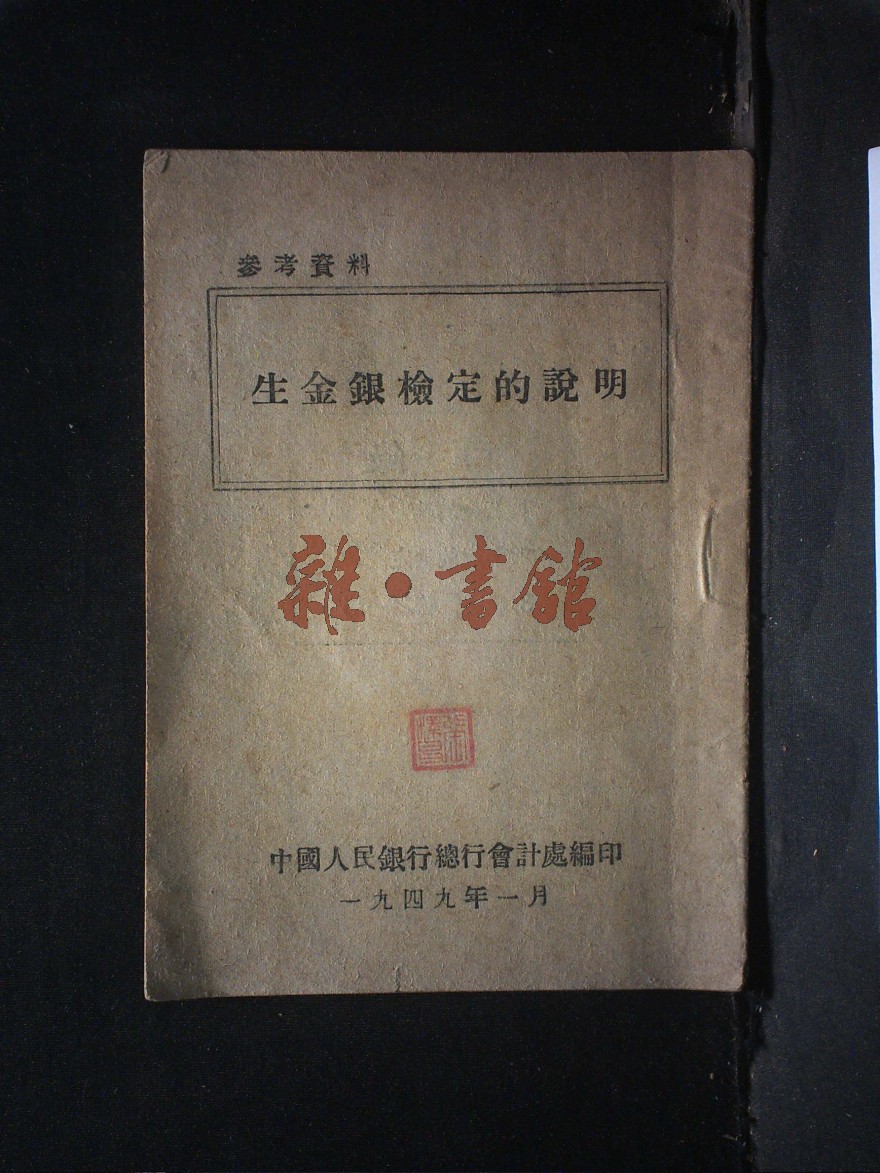 參考資料
生金銀檢定的說明
雜·書館
中國人民銀行總行會計處編印
一九四九年一月